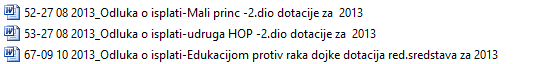 52-27 08 2013_Odluka o isplati-Mali princ -2.dio dotacije za 2013
53-27 08 2013_Odluka o isplati-udruga HOP -2.dio dotacije za 2013
67-09 10 2013_Odluka o isplati-Edukacijom protiv raka dojke dotacija red.sredstava za 2013